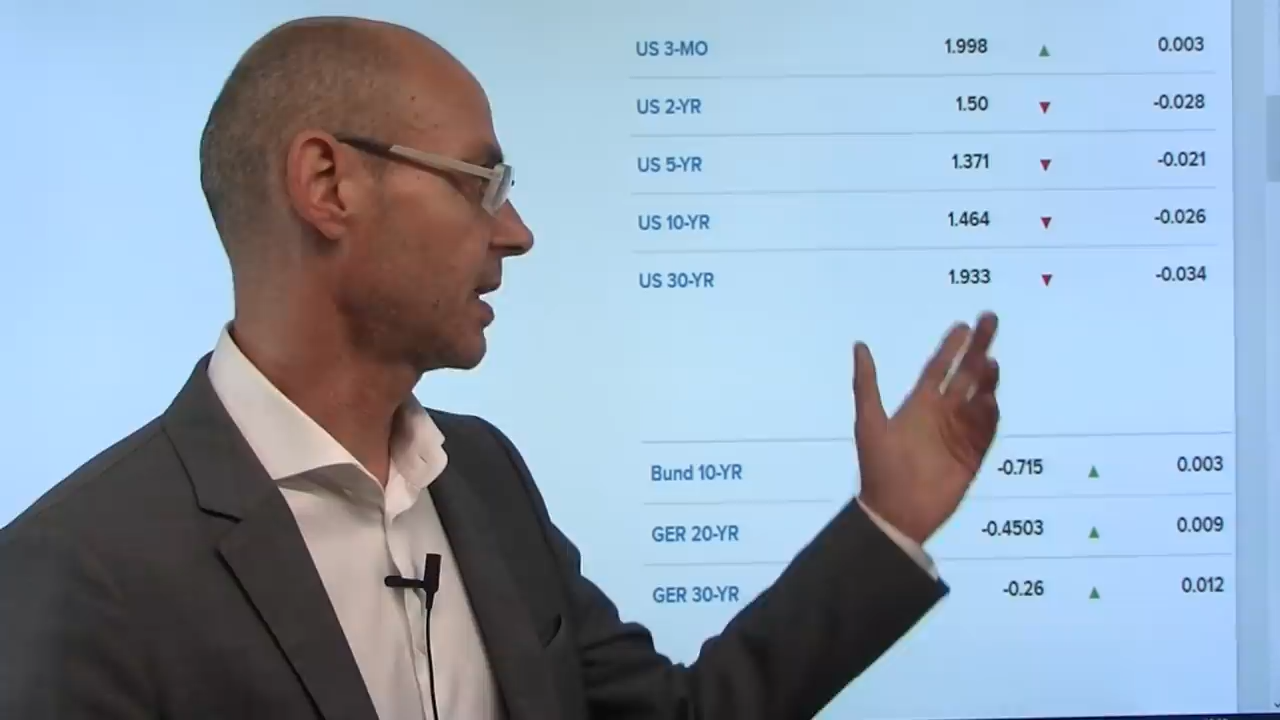 US 3-MO 1.998 ▲ 0.003
US 2-YR 1.50 ▼ -0.028
US 5-YR 1.371 ▼ -0.021
US 10-YR 1.464 ▼ -0.026
US 30-YR 1.933 ▼ -0.034
Bund 10-YR -0.715 ▲ 0.003
GER 20-YR -0.4503 ▲ 0.009
GER 30-YR -0.26 ▲ 0.012